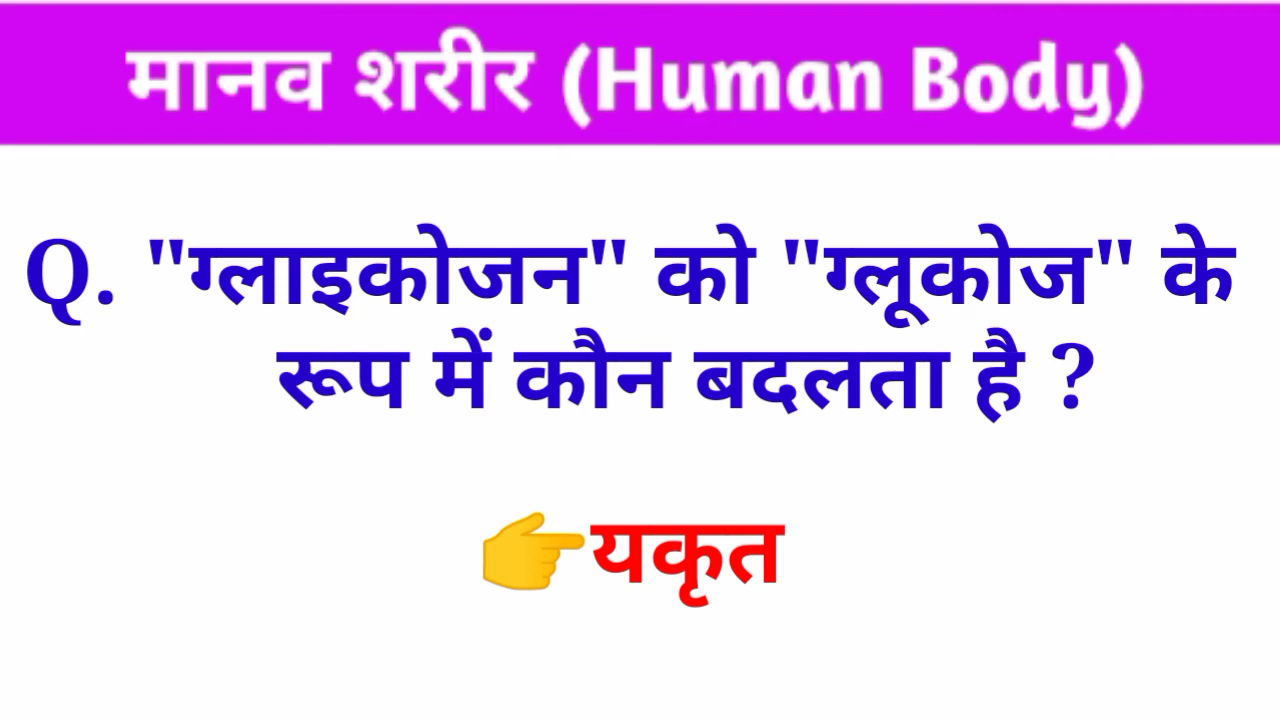 मानव शरीर (Human Body)
Q. "ग्लाइकोजन" को "ग्लूकोज" के
रूप में कौन बदलता है ?
👉यकृत